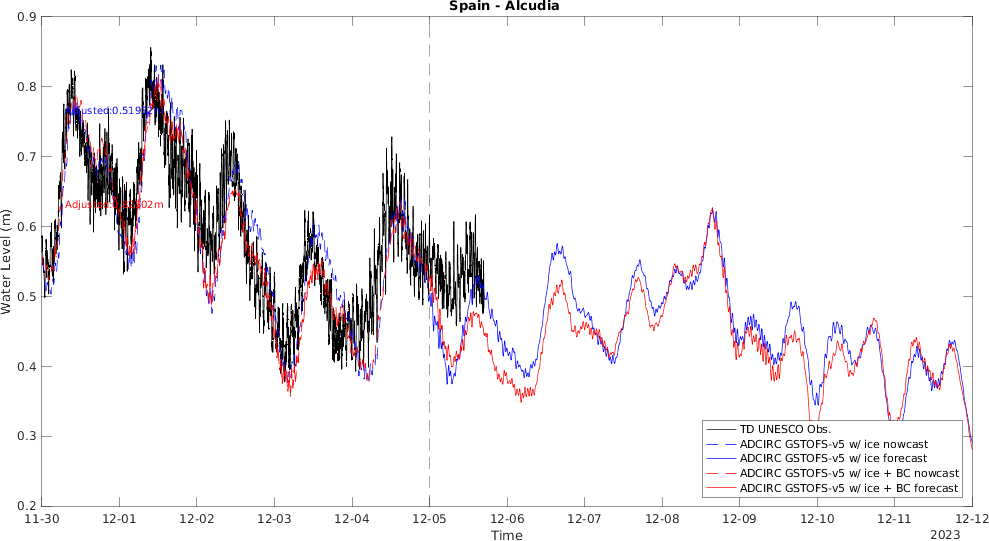 Spain - Alcudia
0.9
0.8
0.7
0.6
0.5
0.4
0.3
0.2
Water Level (m)
Adjusted:
Adjusted:
TD UNESCO Obs.
ADCIRC GSTOFS-v5 w/ ice nowcast
ADCIRC GSTOFS-v5 w/ ice forecast
ADCIRC GSTOFS-v5 w/ ice + BC nowcast
ADCIRC GSTOFS-v5 w/ ice + BC forecast
11-30 12-01 12-02 12-03 12-04 12-05 12-06 12-07 12-08 12-09 12-10 12-11 12-12
Time
2023